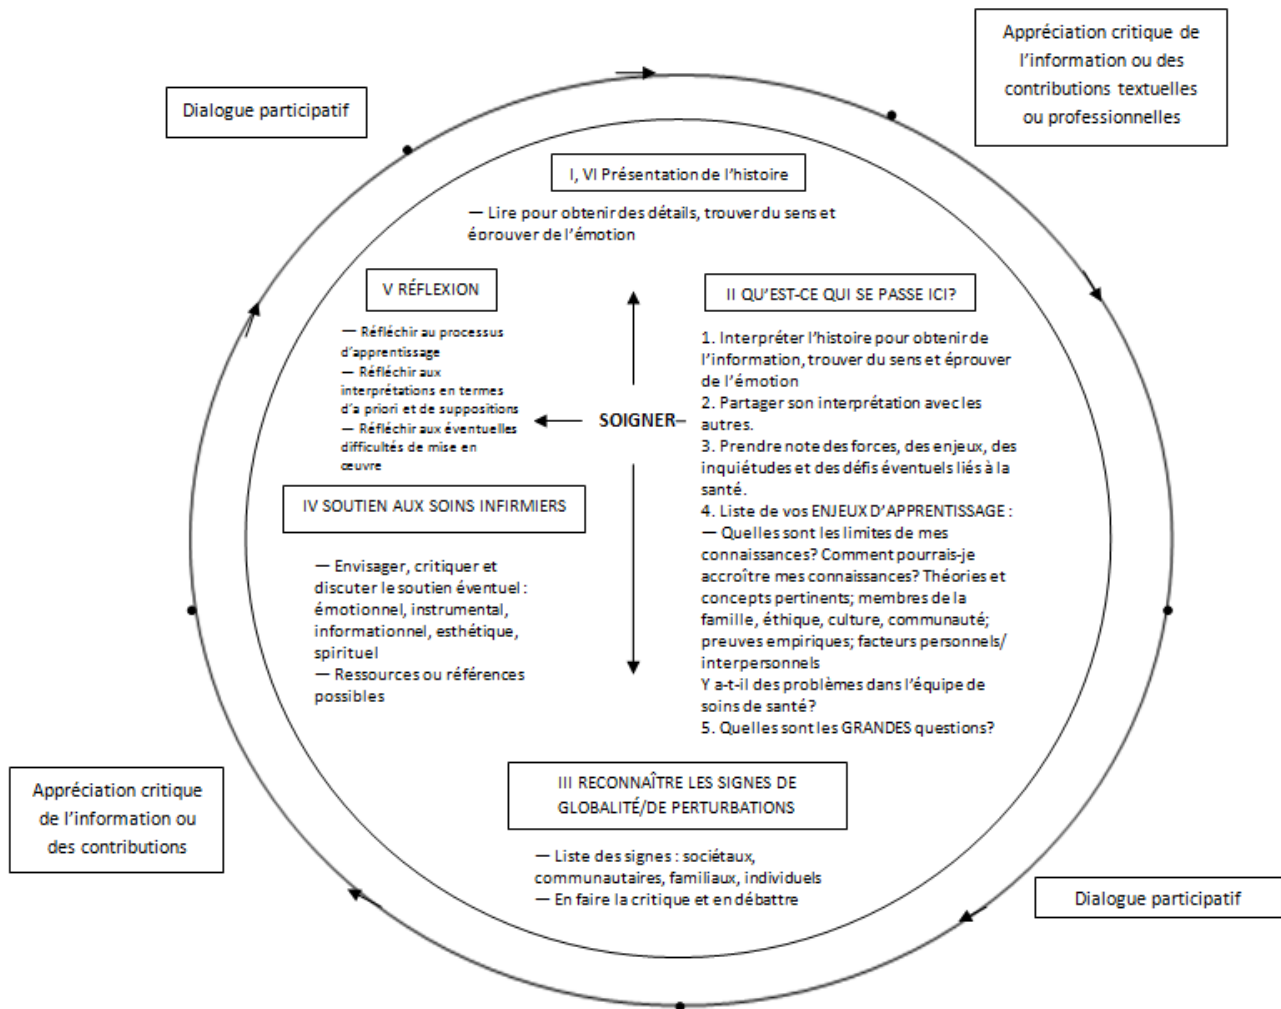 Appréciation critique de
l'information ou des
contributions textuelles
ou professionnelles
Dialogue participatif
I, VI Présentation de l'histoire
— Lire pour obtenir des détails, trouver du sens et
éprouver de l'émotion
V RÉFLEXION
— Réfléchir au processus
d'apprentissage
— Réfléchir aux
interprétations en termes
d'a priori et de suppositions
— Réfléchir aux éventuelles
difficultés de mise en
œuvre
II QU'EST-CE QUI SE PASSE ICI?
1. Interpréter l'histoire pour obtenir de
l'information, trouver du sens et éprouver
de l'émotion
2. Partager son interprétation avec les
autres.
3. Prendre note des forces, des enjeux, des
inquiétudes et des défis éventuels liés à la
santé.
4. Liste de vos ENJEUX D'APPRENTISSAGE :
— Quelles sont les limites de mes
connaissances? Comment pourrais-je
accroître mes connaissances? Théories et
concepts pertinents; membres de la
famille, éthique, culture, communauté;
preuves empiriques; facteurs personnels/
interpersonnels
Y a-t-il des problèmes dans l'équipe de
soins de santé?
5. Quelles sont les GRANDES questions?
SOIGNER–
IV SOUTIEN AUX SOINS INFIRMIERS
— Envisager, critiquer et
discuter le soutien éventuel :
émotionnel, instrumental,
informationnel, esthétique,
spirituel
— Ressources ou références
possibles
III RECONNAÎTRE LES SIGNES DE
GLOBALITÉ/DE PERTURBATIONS
— Liste des signes : sociétaux,
communautaires, familiaux, individuels
— En faire la critique et en débattre
Appréciation critique
de l'information ou
des contributions
Dialogue participatif